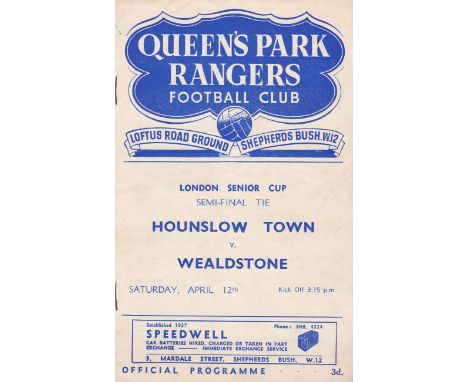 QUEEN'S PARK
RANGERS
FOOTBALL CLUB
LOFTUS ROAD GROUND SHEPHERDS BUSH.W.12
LONDON SENIOR CUP
SEMI-FINAL TIE
HOUNSLOW TOWN
v.
WEALDSTONE
SATURDAY, APRIL 12th Kick Off 3.15 p.m.
Established 1927 Phone : SHE. 4224
SPEEDWELL
CAR BATTERIES HIRED, CHARGED OR TAKEN IN PART
EXCHANGE —— IMMEDIATE EXCHANGE SERVICE
3, MARDALE STREET, SHEPHERDS BUSH, W.12
OFFICIAL PROGRAMME - - - - 3d.